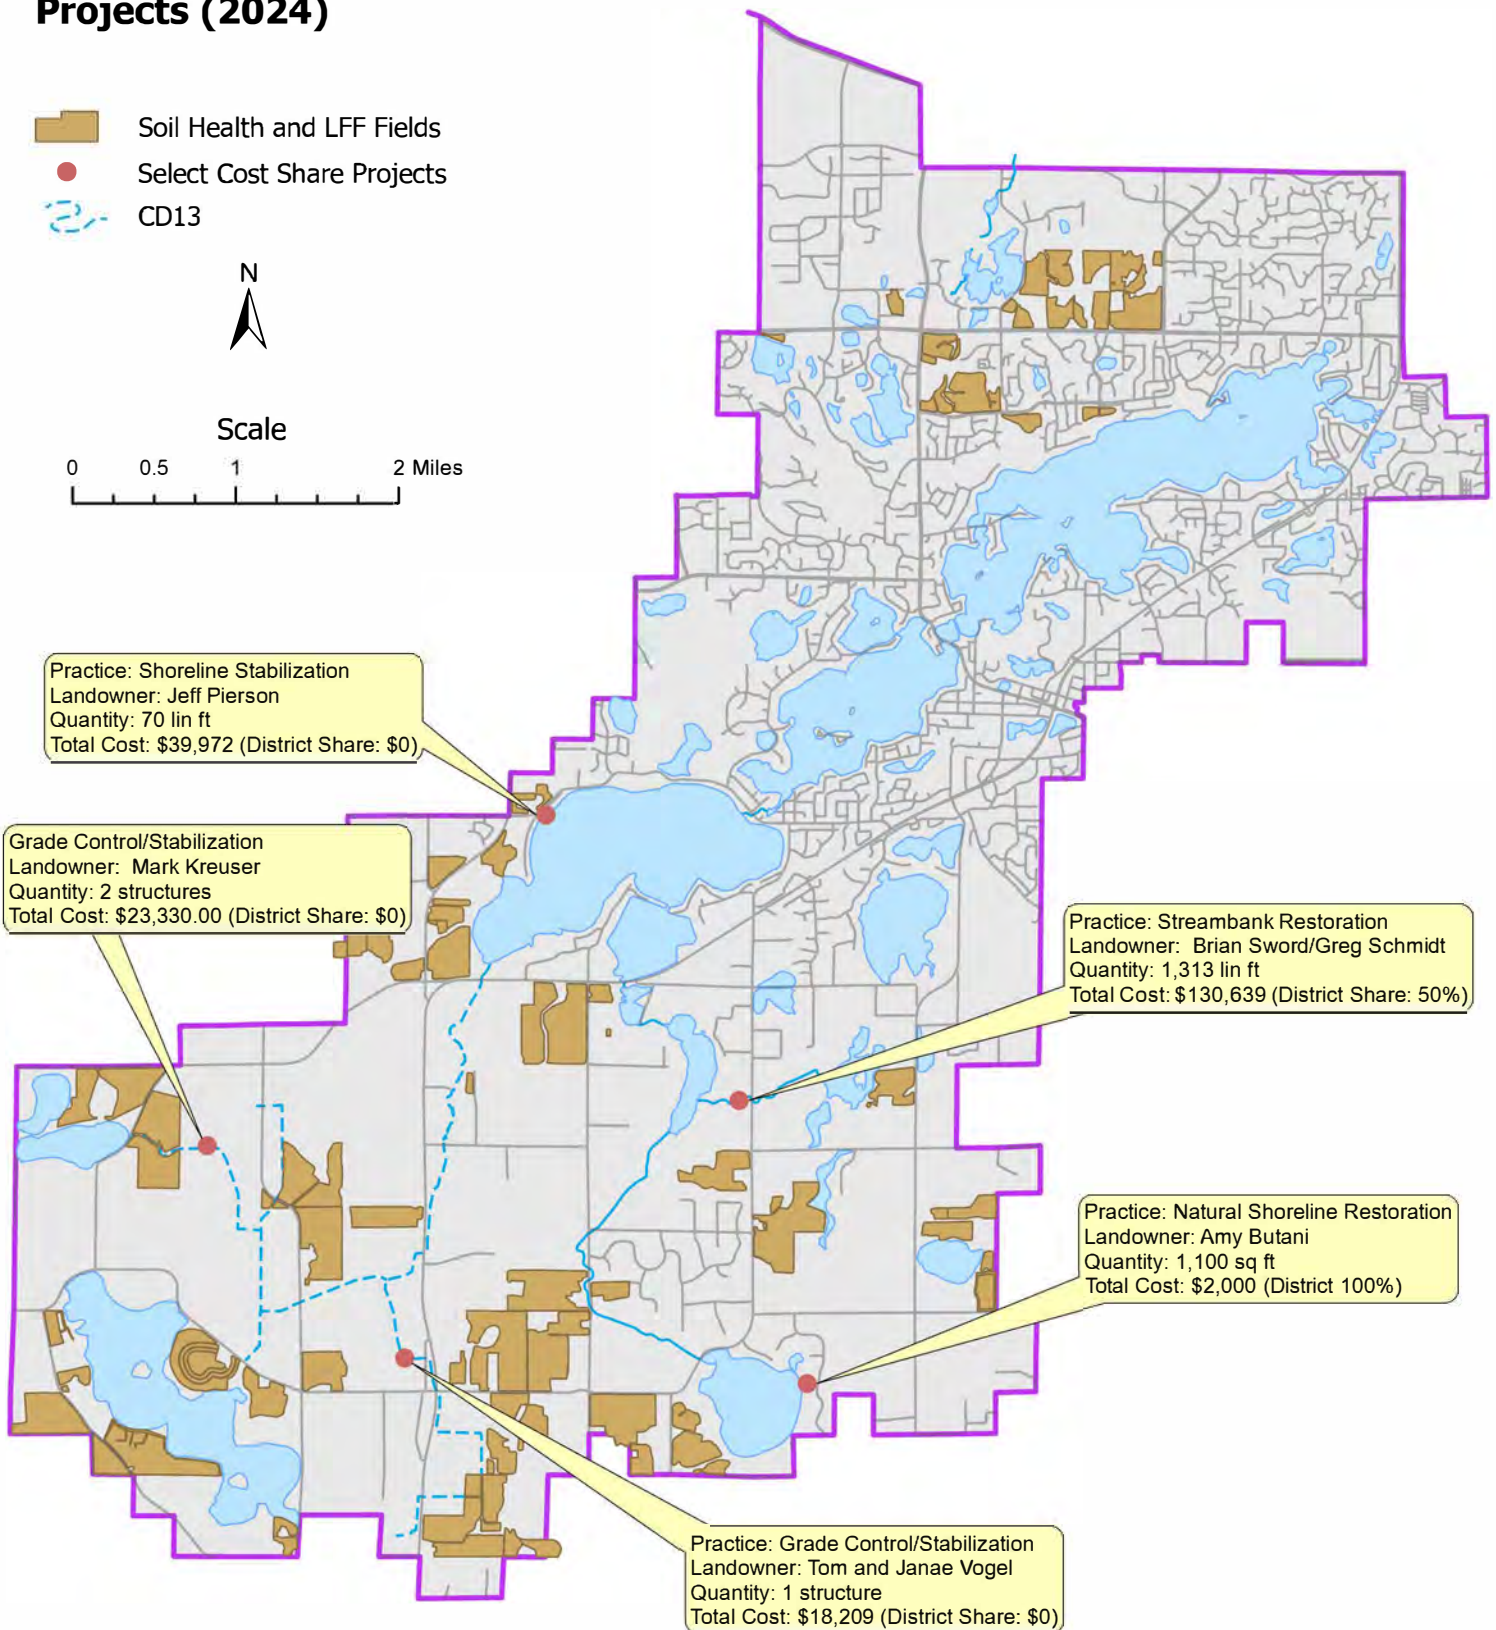 Projects (2024)
Soil Health and LFF Fields
Select Cost Share Projects
CD13
N
Scale
0 0.5 1 2 Miles
Practice: Shoreline Stabilization
Landowner: Jeff Pierson
Quantity: 70 lin ft
Total Cost: $39,972 (District Share: $0)
Grade Control/Stabilization
Landowner: Mark Kreuser
Quantity: 2 structures
Total Cost: $23,330.00 (District Share: $0)
Practice: Streambank Restoration
Landowner: Brian Sword/Greg Schmidt
Quantity: 1,313 lin ft
Total Cost: $130,639 (District Share: 50%)
Practice: Natural Shoreline Restoration
Landowner: Amy Butani
Quantity: 1,100 sq ft
Total Cost: $2,000 (District 100%)
Practice: Grade Control/Stabilization
Landowner: Tom and Janae Vogel
Quantity: 1 structure
Total Cost: $18,209 (District Share: $0)